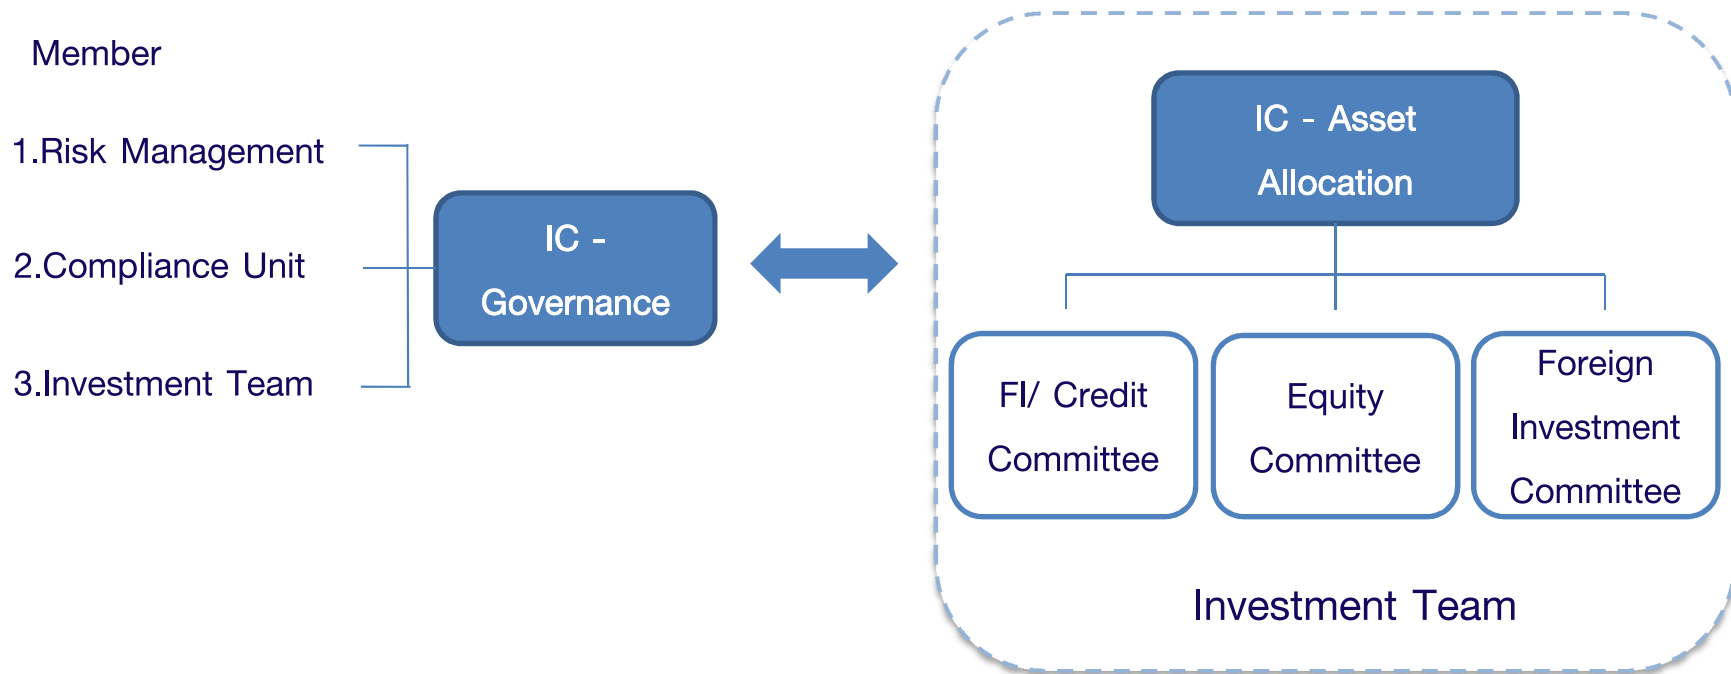 Member
1.Risk Management
2.Compliance Unit
3.Investment Team
IC -
Governance
IC - Asset
Allocation
FI/ Credit
Committee
Equity
Committee
Foreign
Investment
Committee
Investment Team